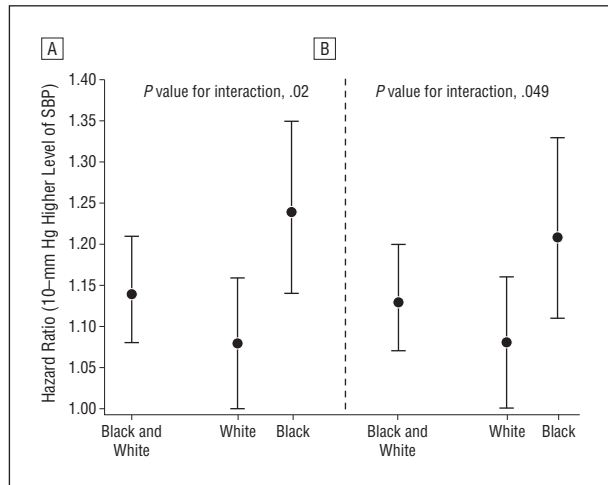 A
B
Hazard Ratio (10–mm Hg Higher Level of SBP)
1.40
1.35
1.30
1.25
1.20
1.15
1.10
1.05
1.00
P value for interaction, .02
P value for interaction, .049
Black and
White
White
Black
Black and
White
White
Black